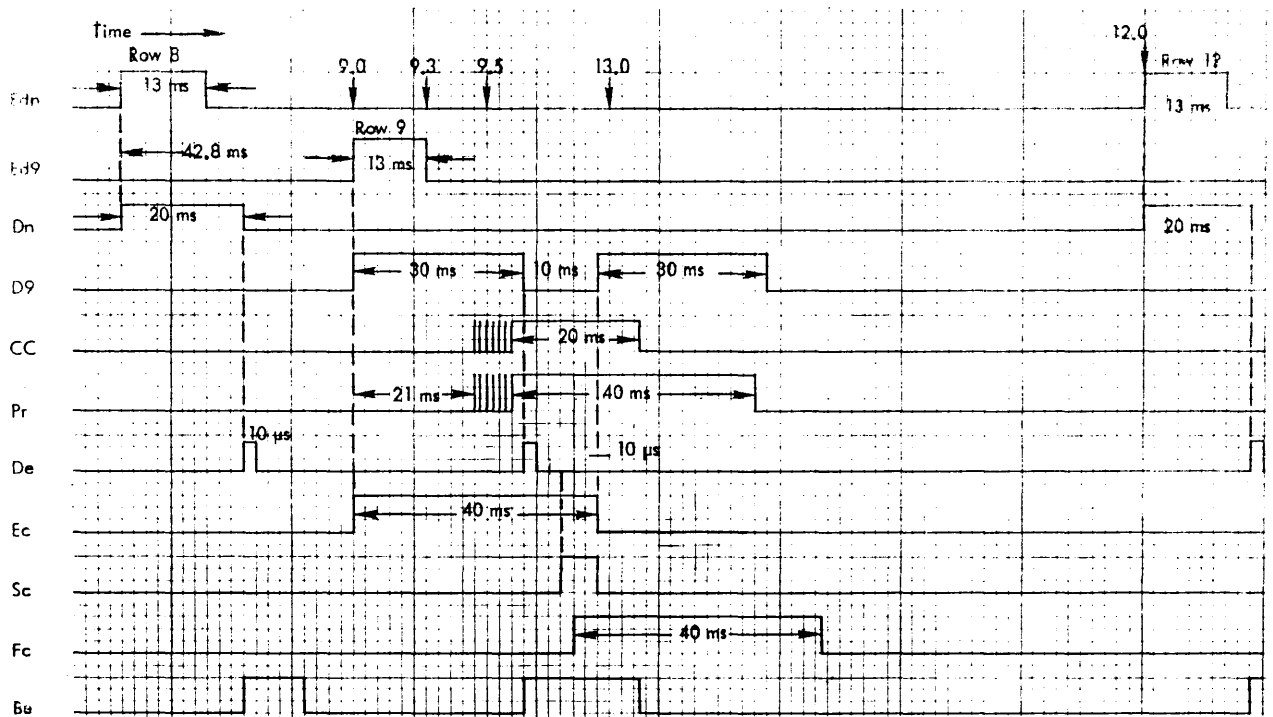 Time
Row 8
9.0 9.3 9.5 13.0 12.0
Row 12
Edn 13 ms 13 ms
Row 9
42.8 ms
Ed9 13 ms
Dn 20 ms 20 ms
D9 30 ms 10 ms 30 ms
CC 20 ms
Pr 21 ms 40 ms
10 μs
De 10 μs
Ec 40 ms
Sc
Fc 40 ms